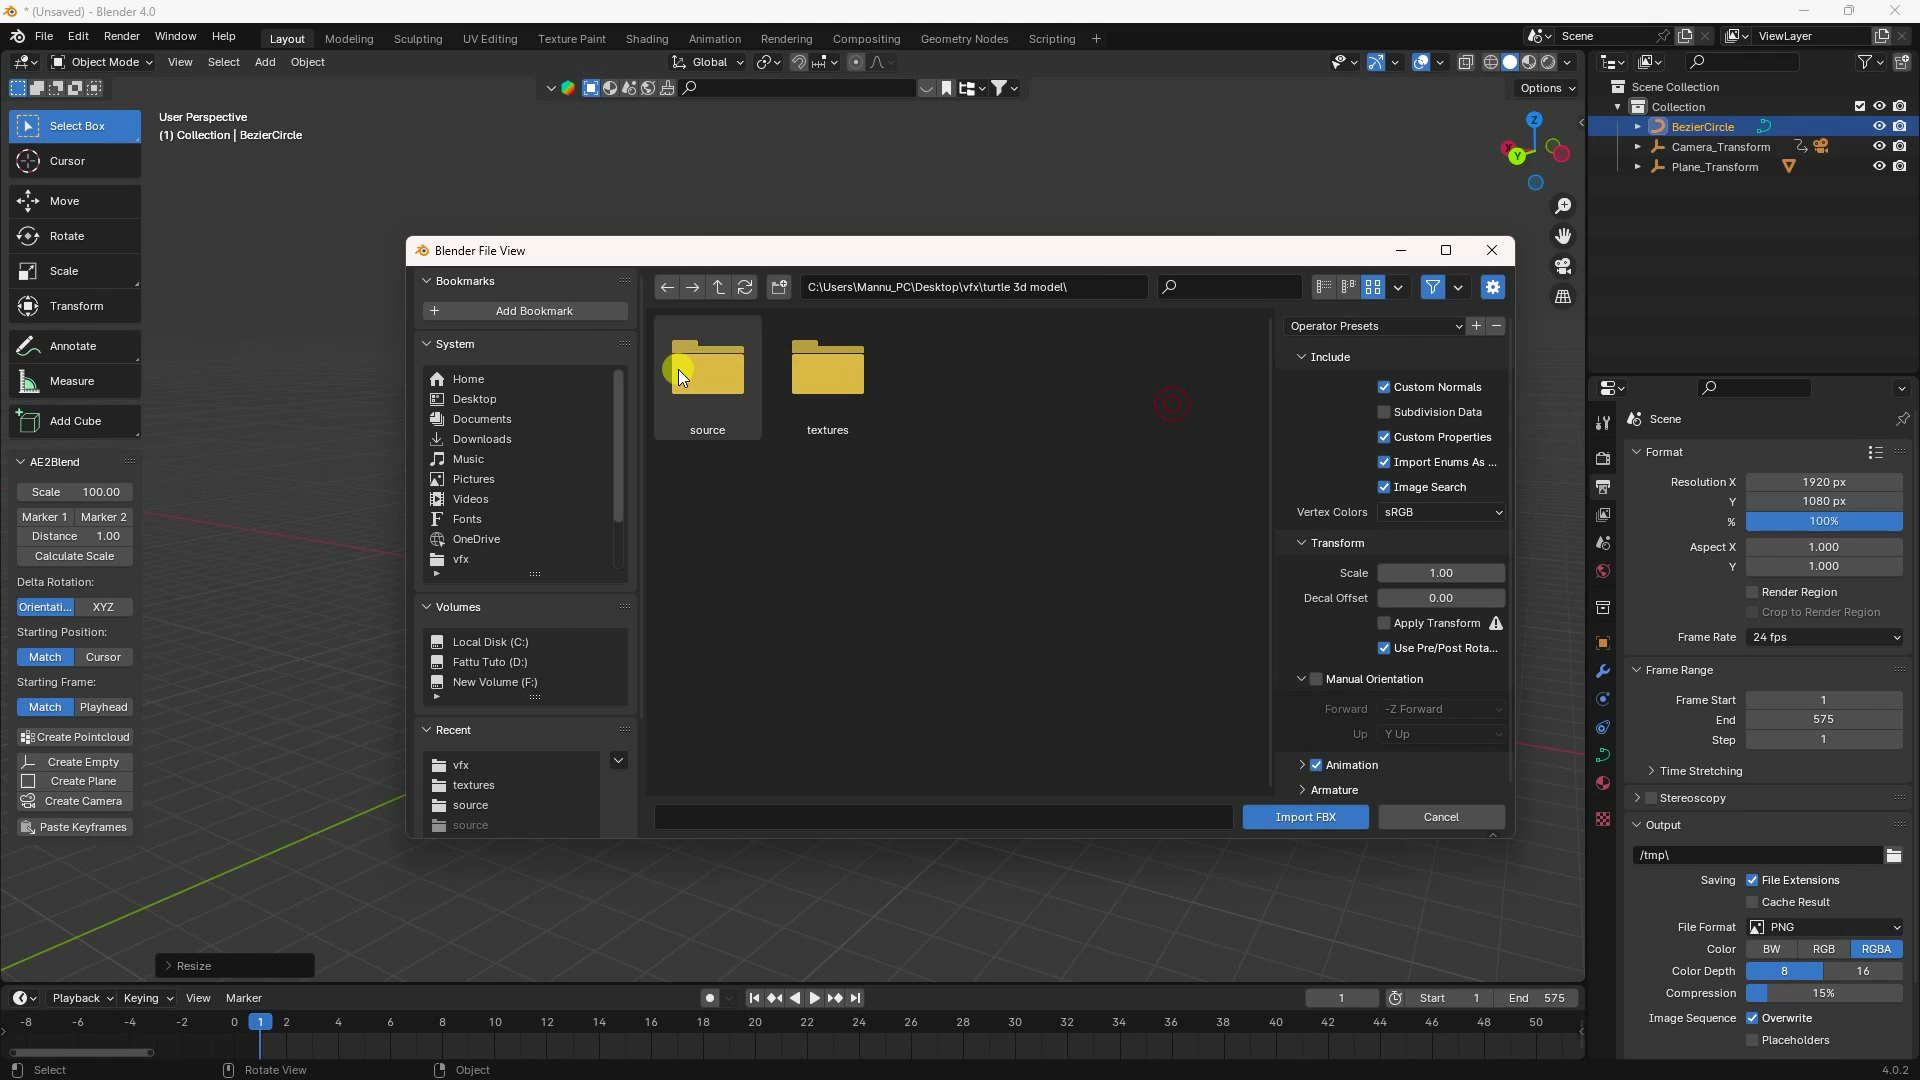 * (Unsaved) - Blender 4.0
File Edit Render Window Help Layout Modeling Sculpting UV Editing Texture Paint Shading Animation Rendering Compositing Geometry Nodes Scripting + Scene ViewLayer
Object Mode View Select Add Object Global
Options
Select Box
Cursor
Move
Rotate
Scale
Transform
Annotate
Measure
Add Cube
AE2Blend
Scale 100.00
Marker 1 Marker 2
Distance 1.00
Calculate Scale
Delta Rotation:
Orientati... XYZ
Starting Position:
Match Cursor
Starting Frame:
Match Playhead
Create Pointcloud
Create Empty
Create Plane
Create Camera
Paste Keyframes
User Perspective
(1) Collection | BezierCircle
Z
X
Y
Blender File View
Bookmarks
Add Bookmark
System
Home
Desktop
Documents
Downloads
Music
Pictures
Videos
Fonts
OneDrive
vfx
Volumes
Local Disk (C:)
Fattu Tuto (D:)
New Volume (F:)
Recent
vfx
textures
source
source
C:\Users\Mannu_PC\Desktop\vfx\turtle 3d model\
source
textures
Operator Presets
Include
Custom Normals
Subdivision Data
Custom Properties
Import Enums As ...
Image Search
Vertex Colors sRGB
Transform
Scale 1.00
Decal Offset 0.00
Apply Transform
Use Pre/Post Rota...
Manual Orientation
Forward -Z Forward
Up Y Up
Animation
Armature
Import FBX Cancel
Resize
Scene Collection
Collection
BezierCircle
Camera_Transform
Plane_Transform
Scene
Format
Resolution X 1920 px
Y 1080 px
% 100%
Aspect X 1.000
Y 1.000
Render Region
Crop to Render Region
Frame Rate 24 fps
Frame Range
Frame Start 1
End 575
Step 1
Time Stretching
Stereoscopy
Output
/tmp\
Saving File Extensions
Cache Result
File Format PNG
Color BW RGB RGBA
Color Depth 8 16
Compression 15%
Image Sequence Overwrite
Placeholders
Playback Keying View Marker 1 Start 1 End 575
-8 -6 -4 -2 0 1 2 4 6 8 10 12 14 16 18 20 22 24 26 28 30 32 34 36 38 40 42 44 46 48 50
Select Rotate View Object 4.0.2